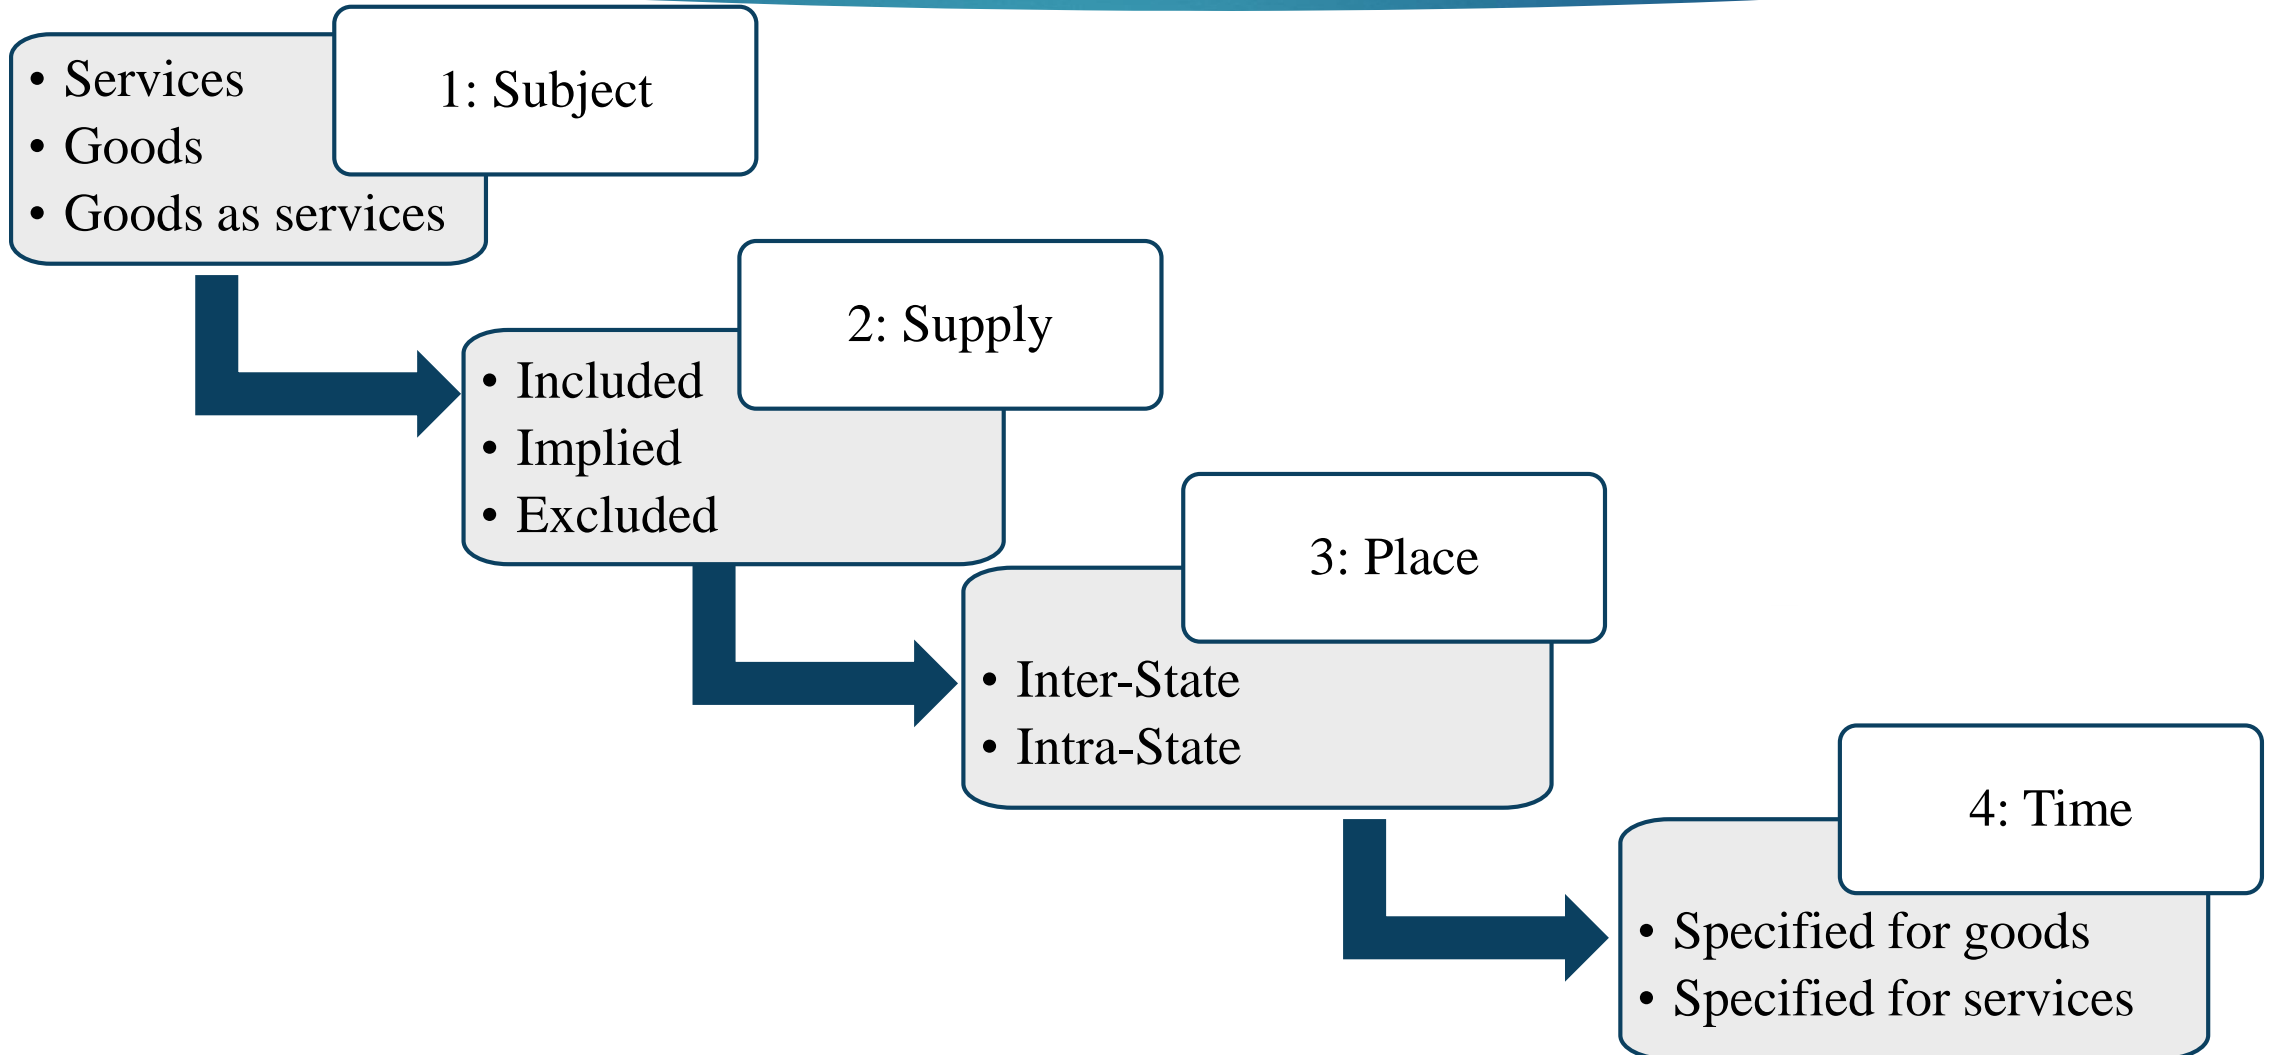 1: Subject
• Services
• Goods
• Goods as services
2: Supply
• Included
• Implied
• Excluded
3: Place
• Inter-State
• Intra-State
4: Time
• Specified for goods
• Specified for services